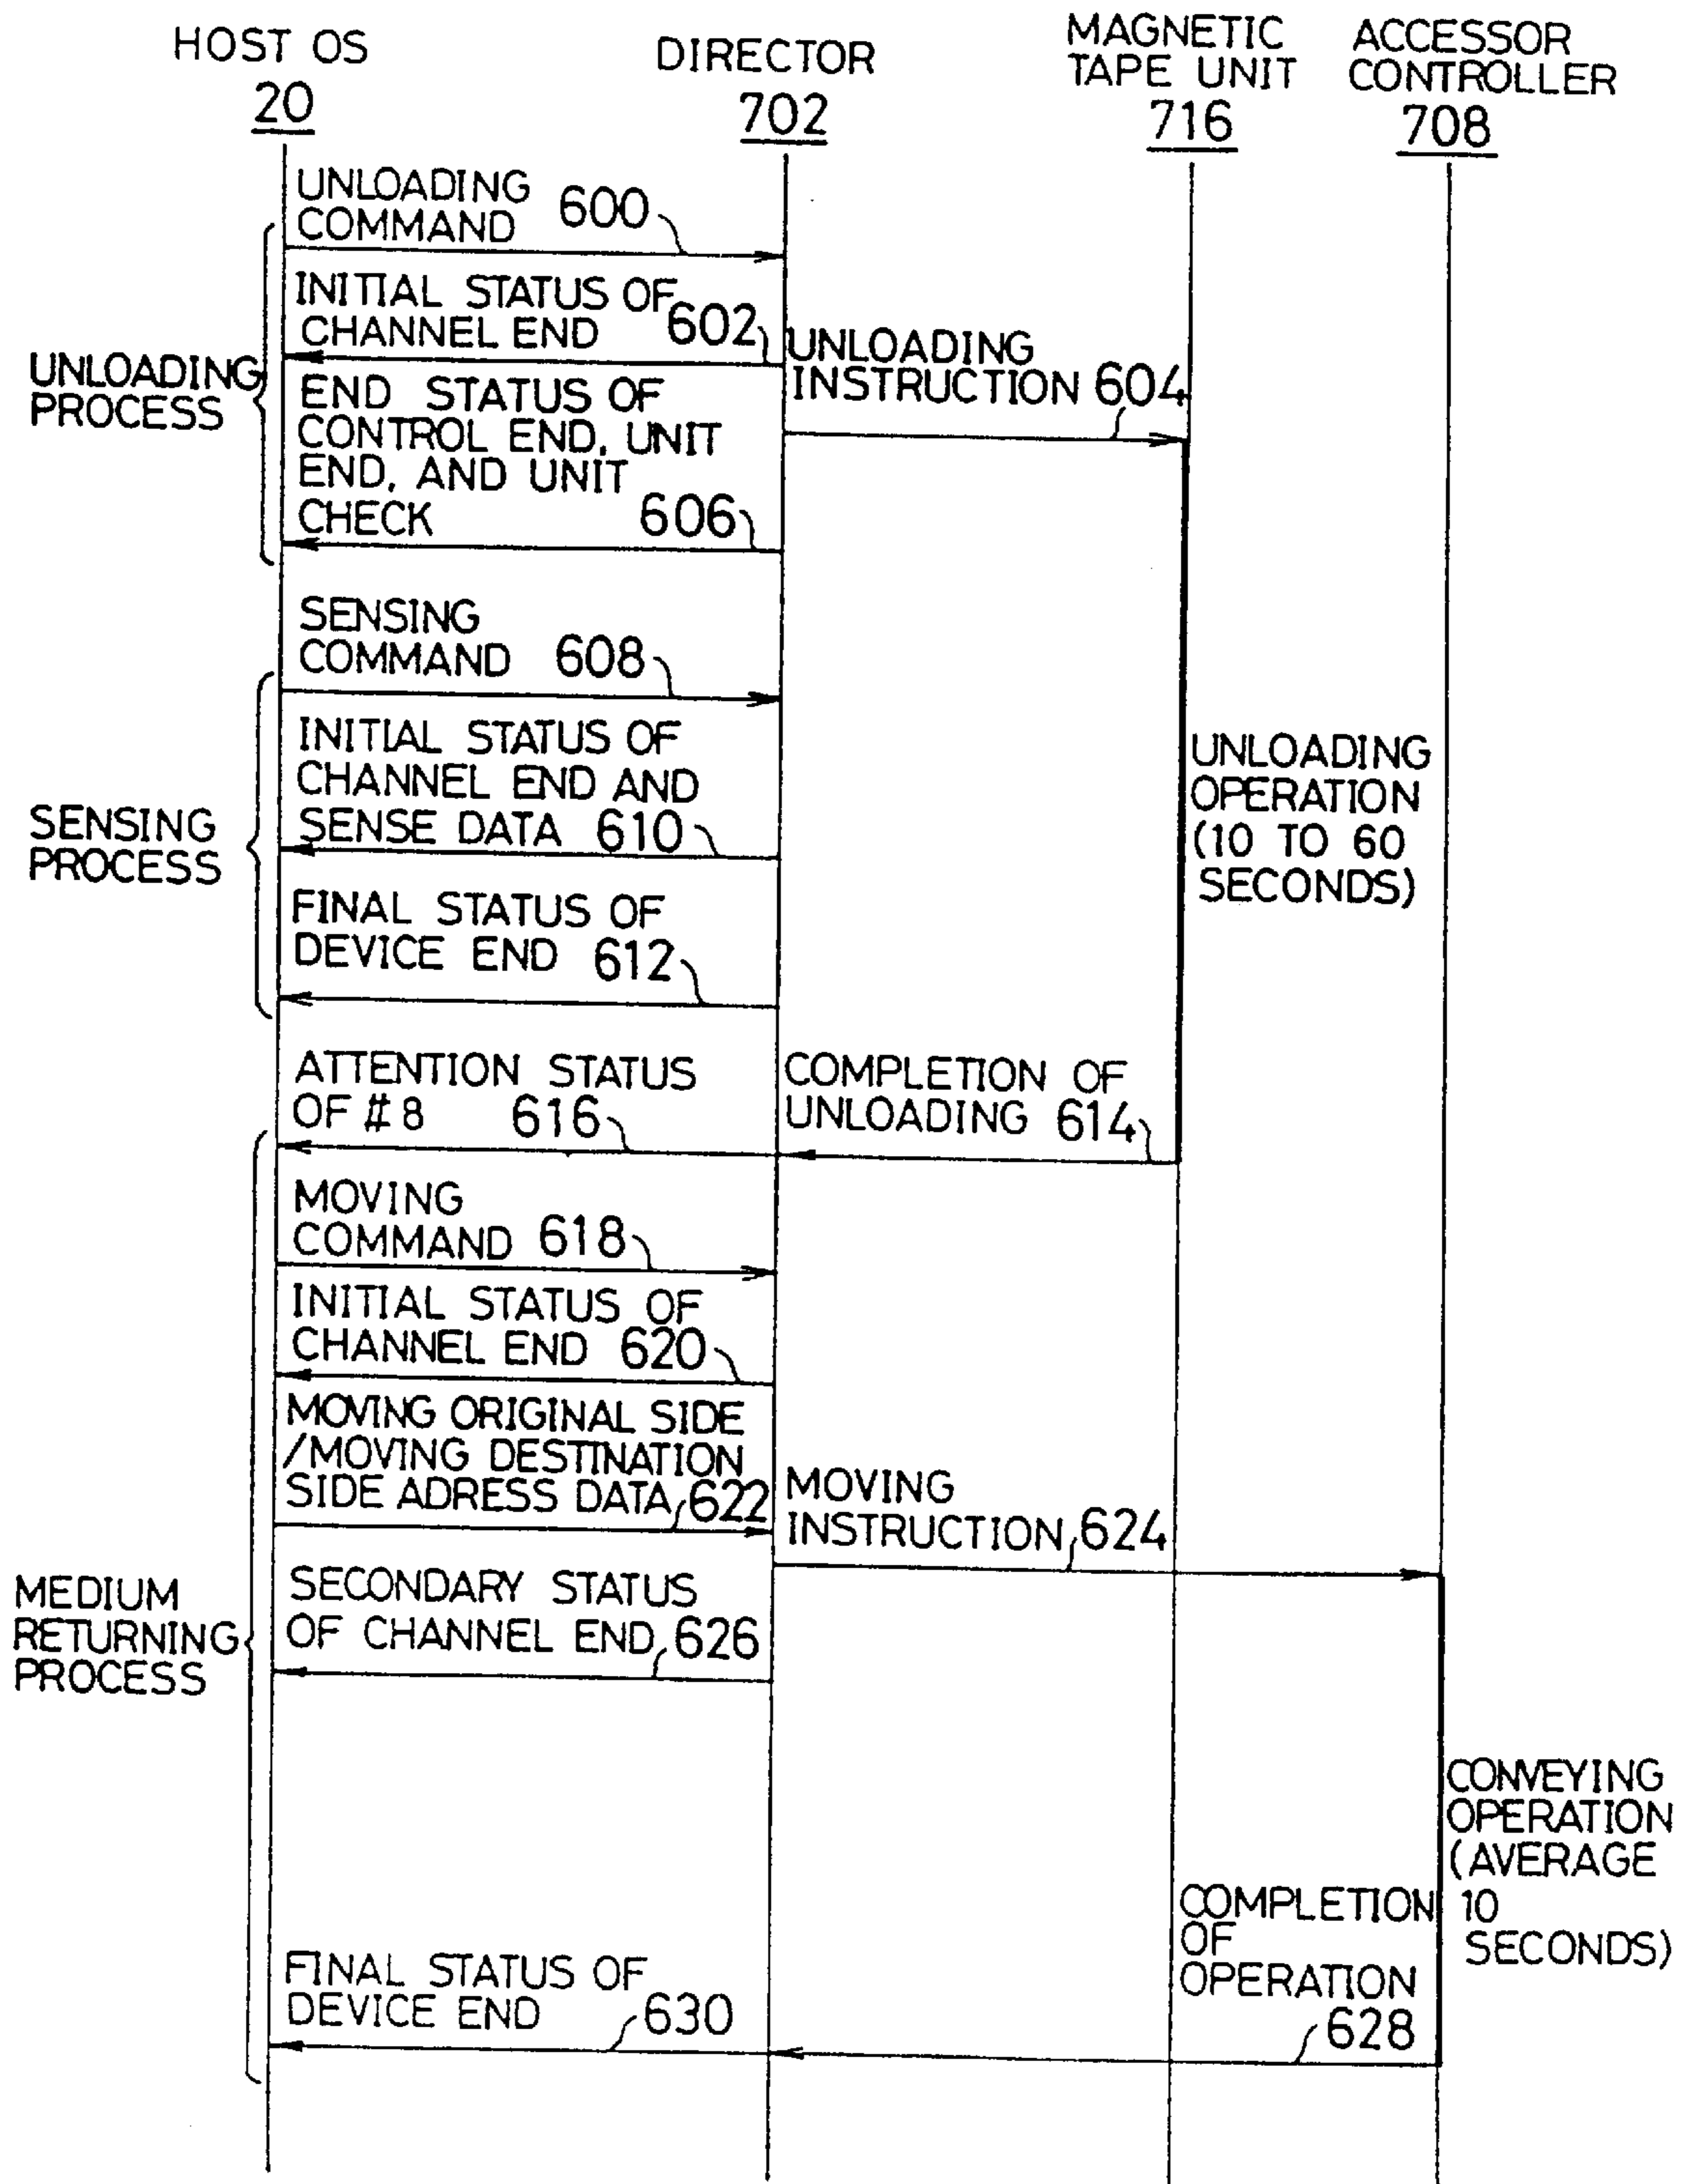 HOST OS
20
DIRECTOR
702
MAGNETIC
TAPE UNIT
716
ACCESSOR
CONTROLLER
708
UNLOADING
COMMAND 600
INITIAL STATUS OF
CHANNEL END 602
UNLOADING
INSTRUCTION 604
UNLOADING
PROCESS
END STATUS OF
CONTROL END, UNIT
END, AND UNIT
CHECK 606
SENSING
COMMAND 608
INITIAL STATUS OF
CHANNEL END AND
SENSE DATA 610
SENSING
PROCESS
UNLOADING
OPERATION
(10 TO 60
SECONDS)
FINAL STATUS OF
DEVICE END 612
ATTENTION STATUS
OF #8 616
COMPLETION OF
UNLOADING 614
MOVING
COMMAND 618
INITIAL STATUS OF
CHANNEL END 620
MOVING ORIGINAL SIDE
/MOVING DESTINATION
SIDE ADRESS DATA 622
MOVING
INSTRUCTION 624
MEDIUM
RETURNING
PROCESS
SECONDARY STATUS
OF CHANNEL END 626
CONVEYING
OPERATION
(AVERAGE
10
SECONDS)
COMPLETION
OF
OPERATION
628
FINAL STATUS OF
DEVICE END 630